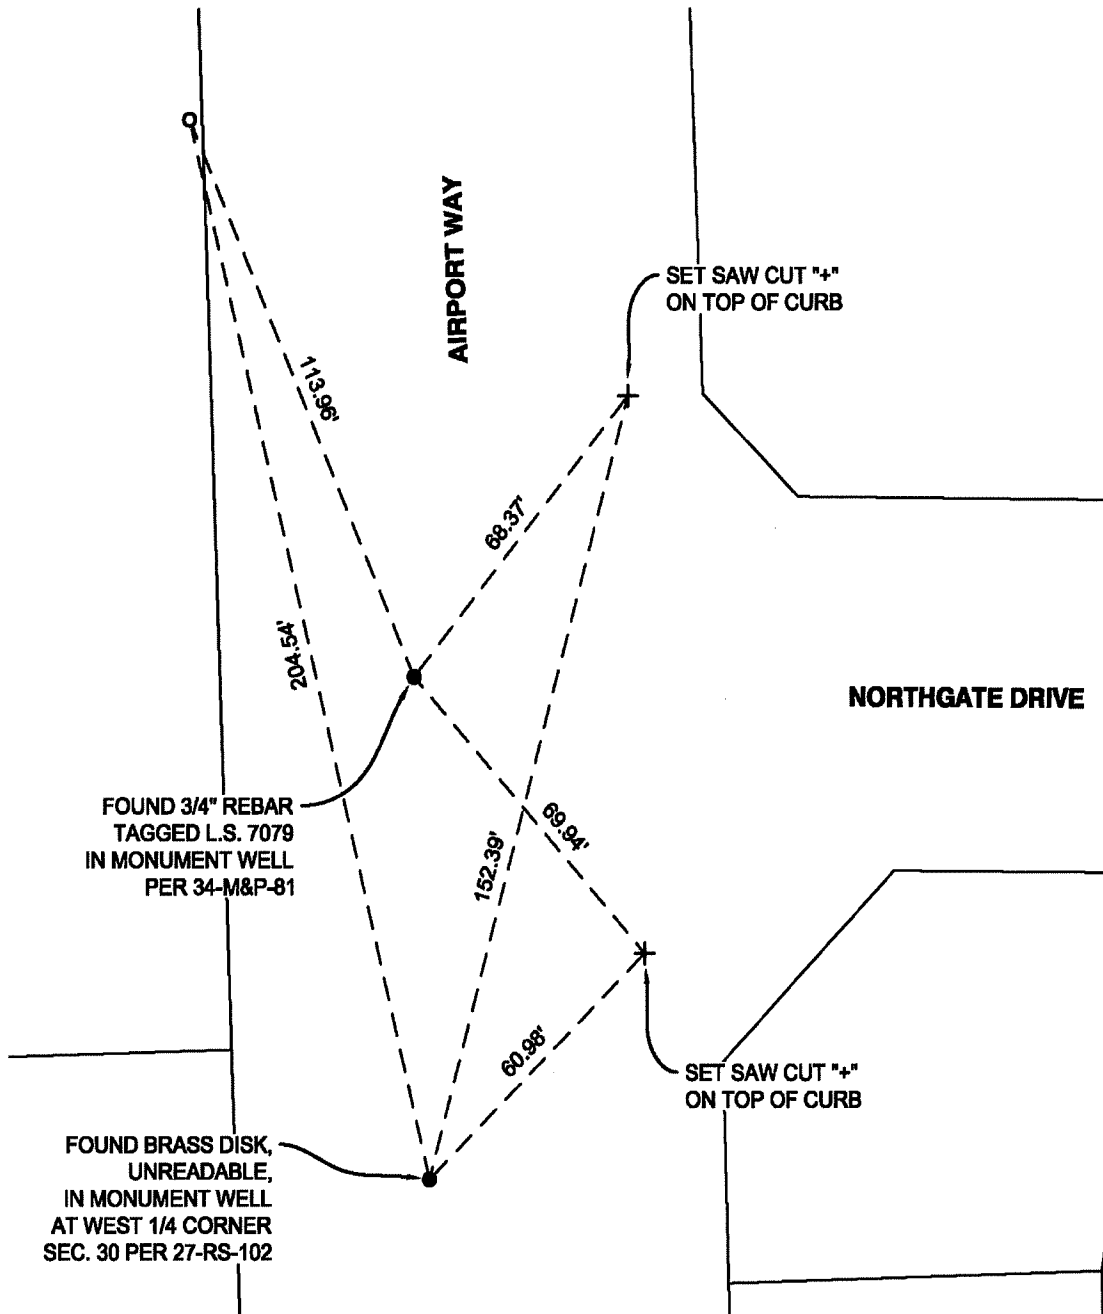 AIRPORT WAY
SET SAW CUT "+"
ON TOP OF CURB
113.96'
68.37'
204.54'
NORTHGATE DRIVE
FOUND 3/4" REBAR
TAGGED L.S. 7079
IN MONUMENT WELL
PER 34-M&P-81
69.94'
152.39'
60.98'
SET SAW CUT "+"
ON TOP OF CURB
FOUND BRASS DISK,
UNREADABLE,
IN MONUMENT WELL
AT WEST 1/4 CORNER
SEC. 30 PER 27-RS-102